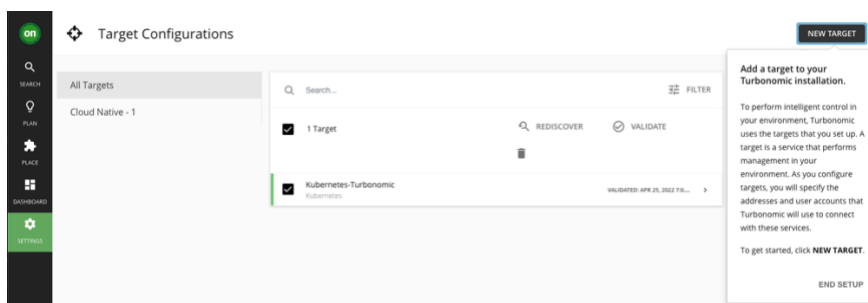 on
Target Configurations
NEW TARGET
SEARCH
PLAN
PLACE
DASHBOARD
SETTINGS
All Targets
Cloud Native - 1
Search...
FILTER
1 Target
REDISCOVER
VALIDATE
Kubernetes-Turbonomic
Kubernetes
VALIDATED: APR 25, 2022 7:0...
Add a target to your
Turbonomic installation.
To perform intelligent control in
your environment, Turbonomic
uses the targets that you set up. A
target is a service that performs
management in your
environment. As you configure
targets, you will specify the
addresses and user accounts that
Turbonomic will use to connect
with these services.
To get started, click NEW TARGET.
END SETUP